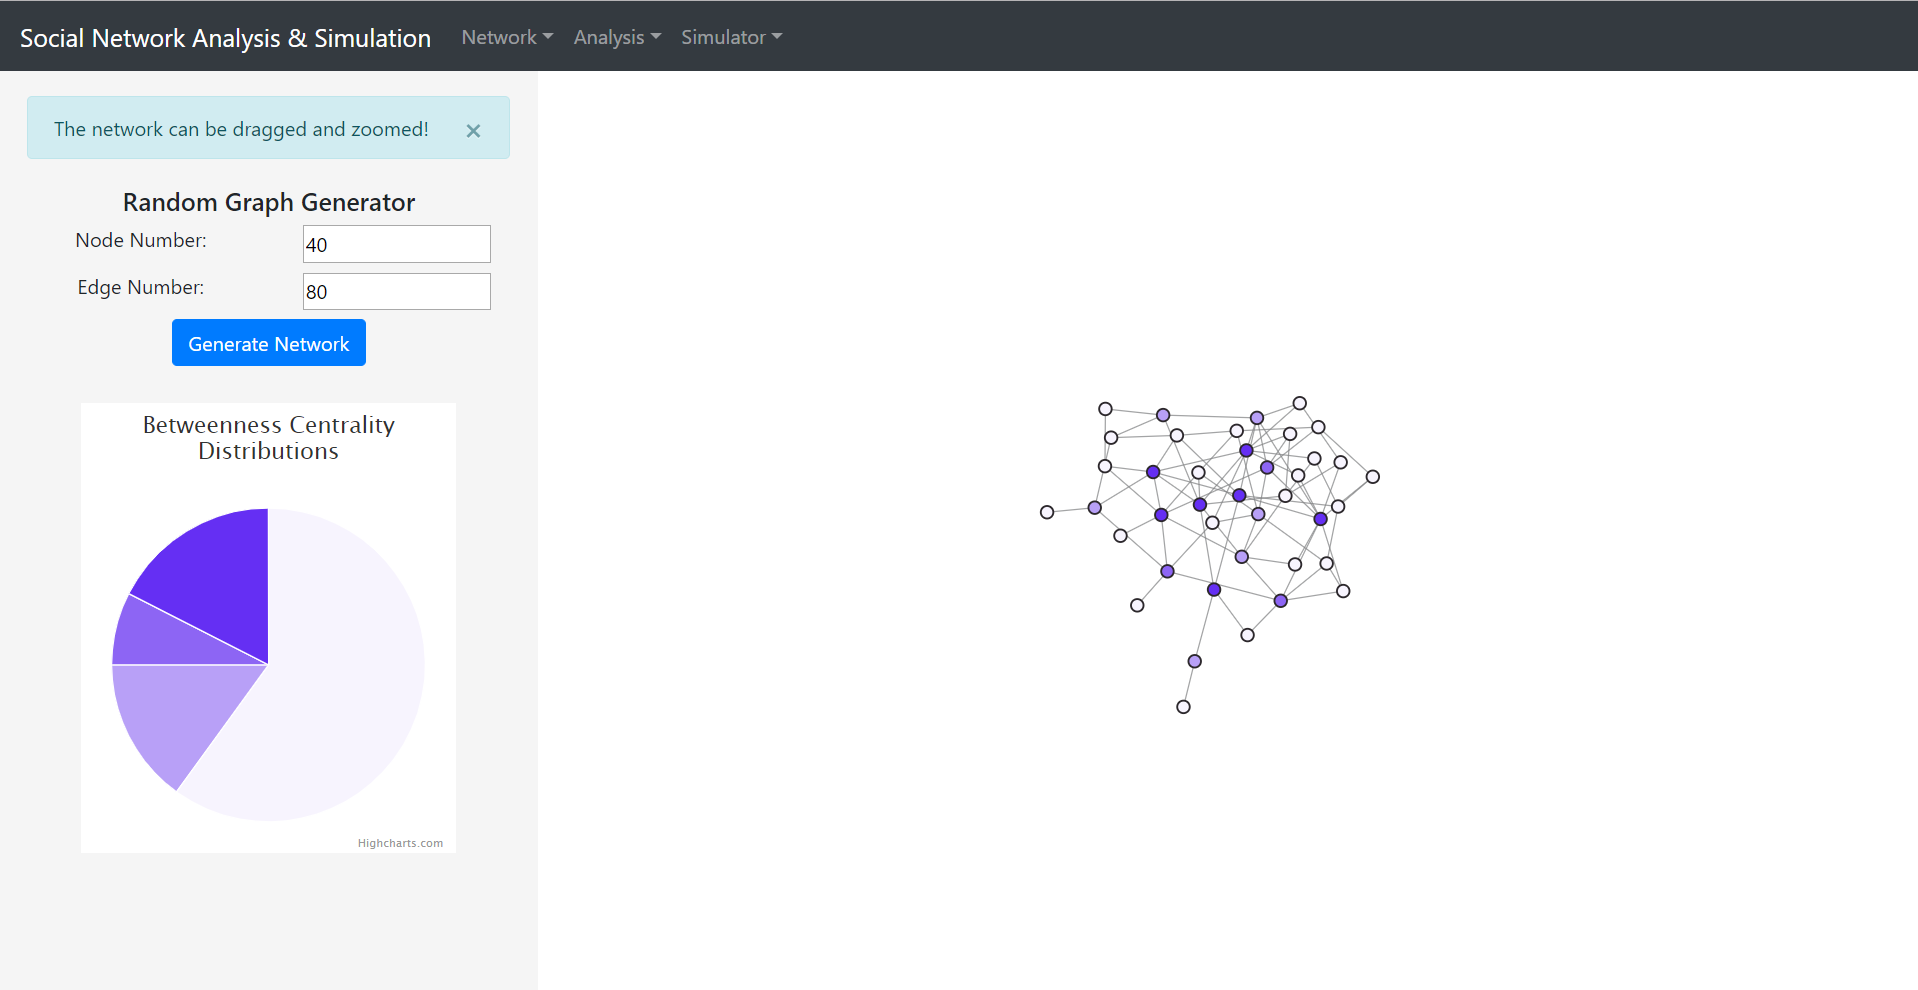 Social Network Analysis & Simulation Network Analysis Simulator
The network can be dragged and zoomed! ×
Random Graph Generator
Node Number: 40
Edge Number: 80
Generate Network
Betweenness Centrality
Distributions
Highcharts.com